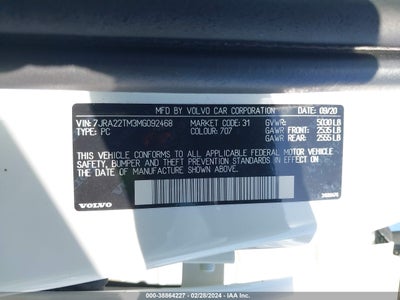 MFD BY VOLVO CAR CORPORATION DATE: 09/20
VIN: 7JRA22TM3MG092468 MARKET CODE: 31 GVWR: 5030 LB
TYPE: PC COLOUR: 707 GAWR FRONT: 2535 LB
GAWR REAR: 2555 LB
THIS VEHICLE CONFORMS TO ALL APPLICABLE FEDERAL MOTOR VEHICLE
SAFETY, BUMPER AND THEFT PREVENTION STANDARDS IN EFFECT ON THE
DATE OF MANUFACTURE SHOWN ABOVE.
VOLVO
000-38864227 - 02/28/2024 - IAA, Inc.